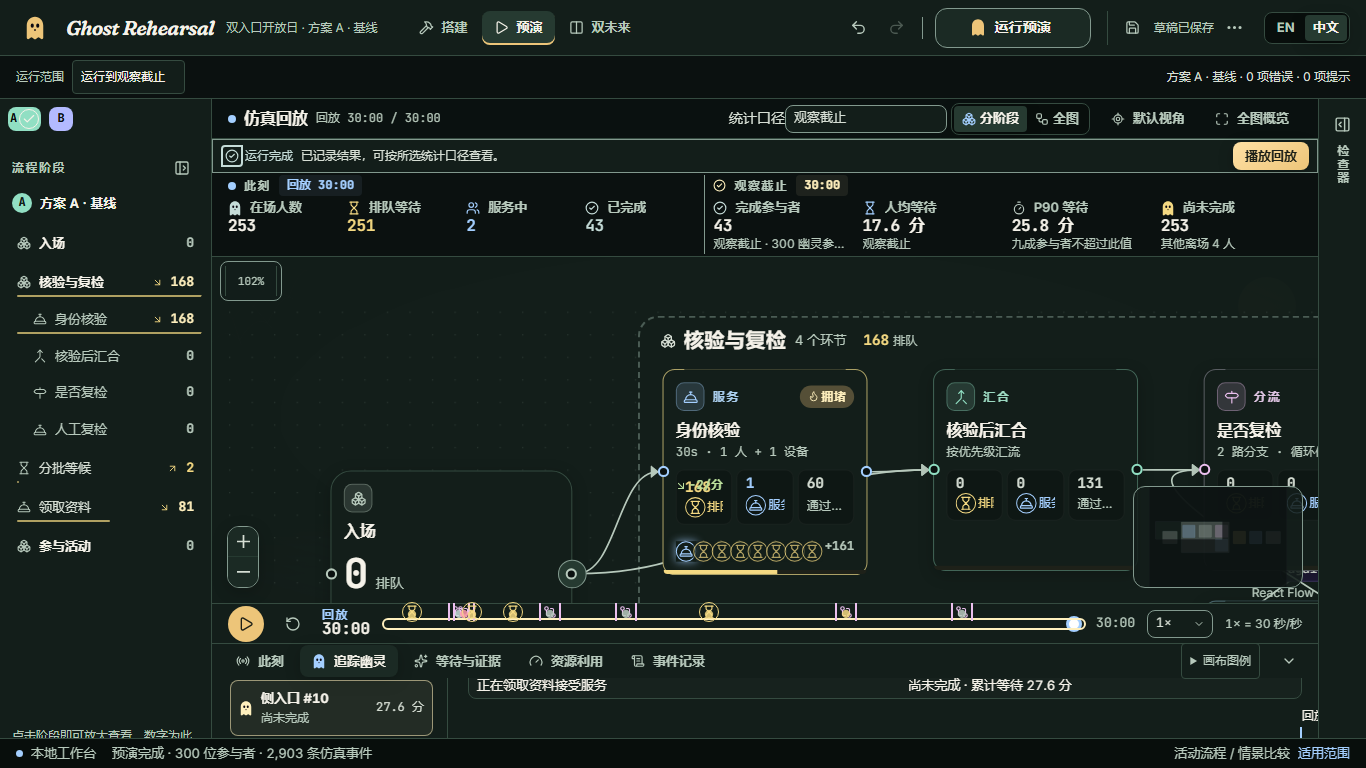 Ghost Rehearsal 双入口开放日 · 方案 A · 基线 搭建 预演 双未来 运行预演 草稿已保存 ··· EN 中文
运行范围 运行到观察截止 方案 A · 基线 · 0 项错误 · 0 项提示
A B 仿真回放 回放 30:00 / 30:00 统计口径 观察截止 分阶段 全图 默认视角 全图概览
运行完成 已记录结果，可按所选统计口径查看。 播放回放
流程阶段
A 方案 A · 基线
入场 0
核验与复检 168
身份核验 168
核验后汇合 0
是否复检 0
人工复检 0
分批等候 2
领取资料 81
参与活动 0
此刻 回放 30:00 观察截止 30:00
在场人数 排队等待 服务中 已完成 完成参与者 人均等待 P90 等待 尚未完成
253 251 2 43 43 17.6 分 25.8 分 253
观察截止 · 300 幽灵参... 观察截止 九成参与者不超过此值 其他离场 4 人
检查器
102%
核验与复检 4 个环节 168 排队
服务 拥堵
身份核验
30s · 1 人 + 1 设备
168 1 60
通过...
+161
汇合
核验后汇合
按优先级汇流
0 0 131
通过...
分流
是否复检
2 路分支 ·
0 0
入场
0 排队
React Flow
回放
30:00 30:00 1× 1× = 30 秒/秒
此刻 追踪幽灵 等待与证据 资源利用 事件记录 画布图例
侧入口 #10
尚未完成
27.6 分
正在领取资料接受服务 尚未完成 · 累计等待 27.6 分
本地工作台 预演完成 · 300 位参与者 · 2,903 条仿真事件 活动流程 / 情景比较 适用范围